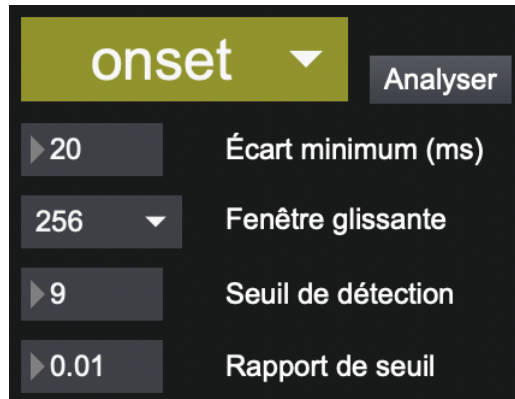 onset
Analyser
20 Écart minimum (ms)
256 Fenêtre glissante
9 Seuil de détection
0.01 Rapport de seuil